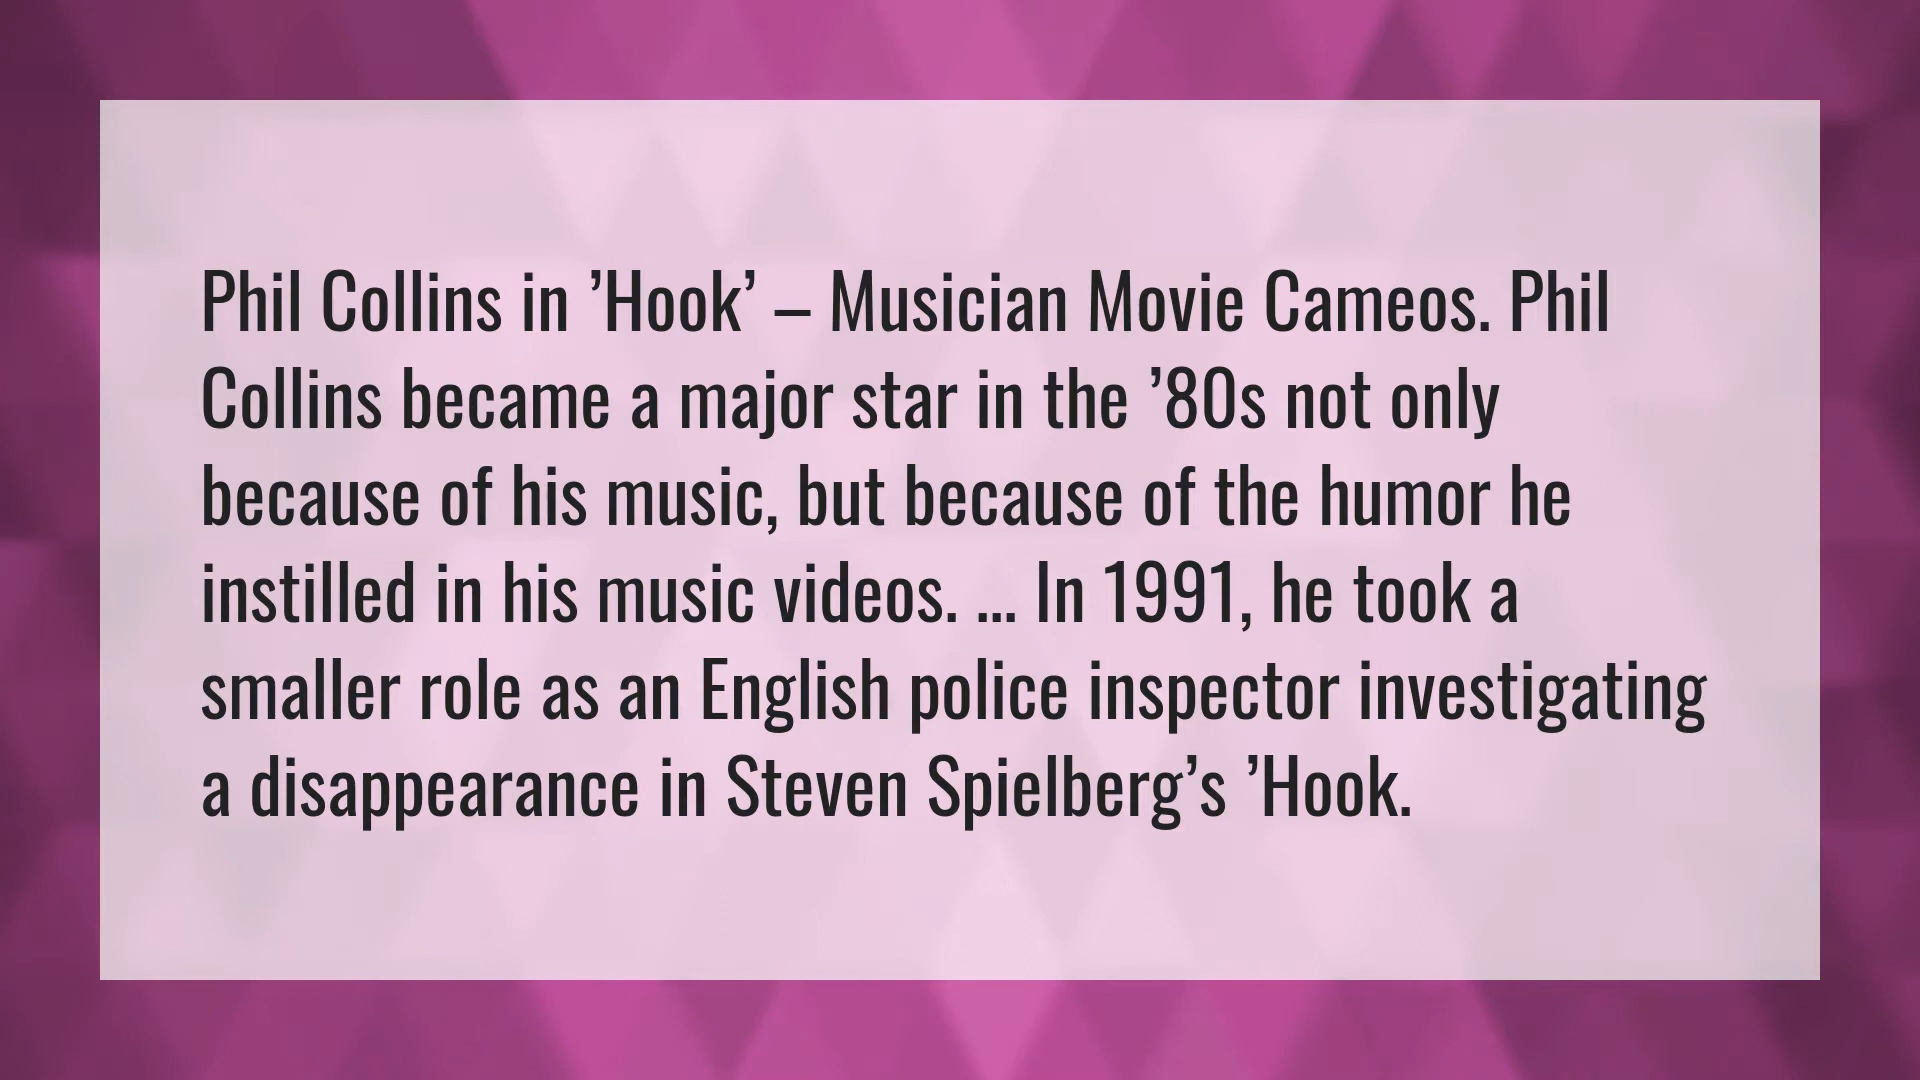 Phil Collins in ’Hook’ – Musician Movie Cameos. Phil
Collins became a major star in the ’80s not only
because of his music, but because of the humor he
instilled in his music videos. ... In 1991, he took a
smaller role as an English police inspector investigating
a disappearance in Steven Spielberg’s ’Hook.